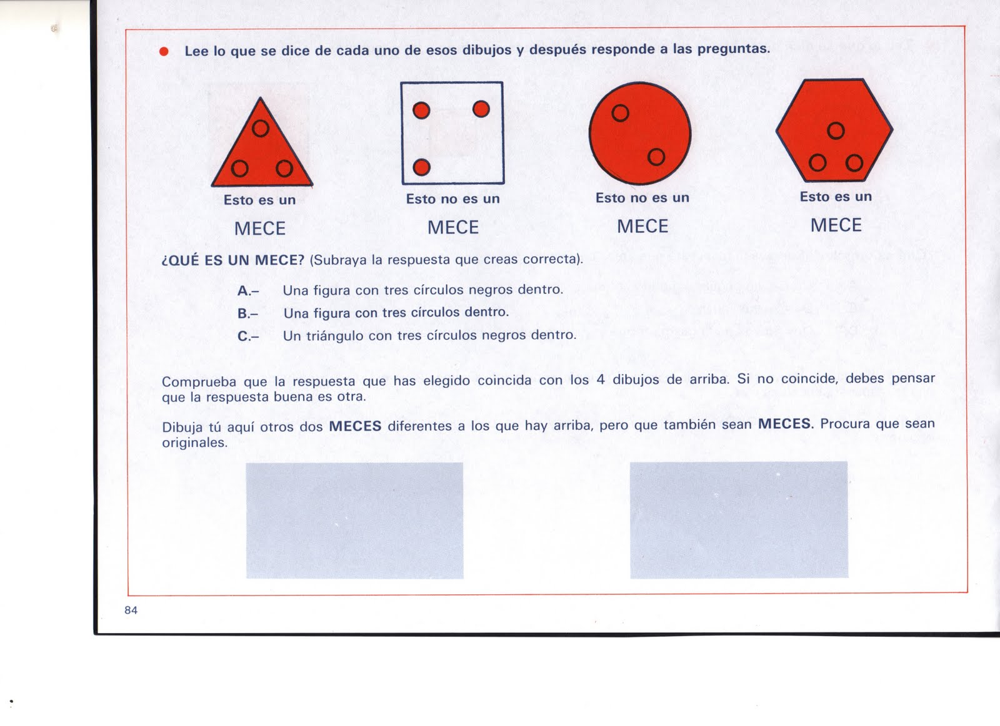 Lee lo que se dice de cada uno de esos dibujos y después responde a las preguntas.
Esto es un
MECE
Esto no es un
MECE
Esto no es un
MECE
Esto es un
MECE
¿QUÉ ES UN MECE? (Subraya la respuesta que creas correcta).
A.– Una figura con tres círculos negros dentro.
B.– Una figura con tres círculos dentro.
C.– Un triángulo con tres círculos negros dentro.
Comprueba que la respuesta que has elegido coincida con los 4 dibujos de arriba. Si no coincide, debes pensar
que la respuesta buena es otra.
Dibuja tú aquí otros dos MECES diferentes a los que hay arriba, pero que también sean MECES. Procura que sean
originales.
84